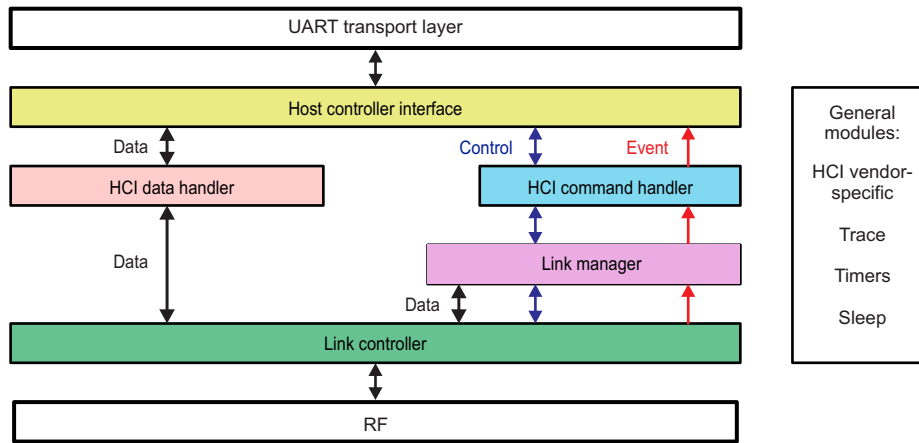 UART transport layer
Host controller interface
Data
Control
Event
HCI data handler
HCI command handler
Data
Link manager
Data
Link controller
RF
General
modules:
HCI vendor-
specific
Trace
Timers
Sleep